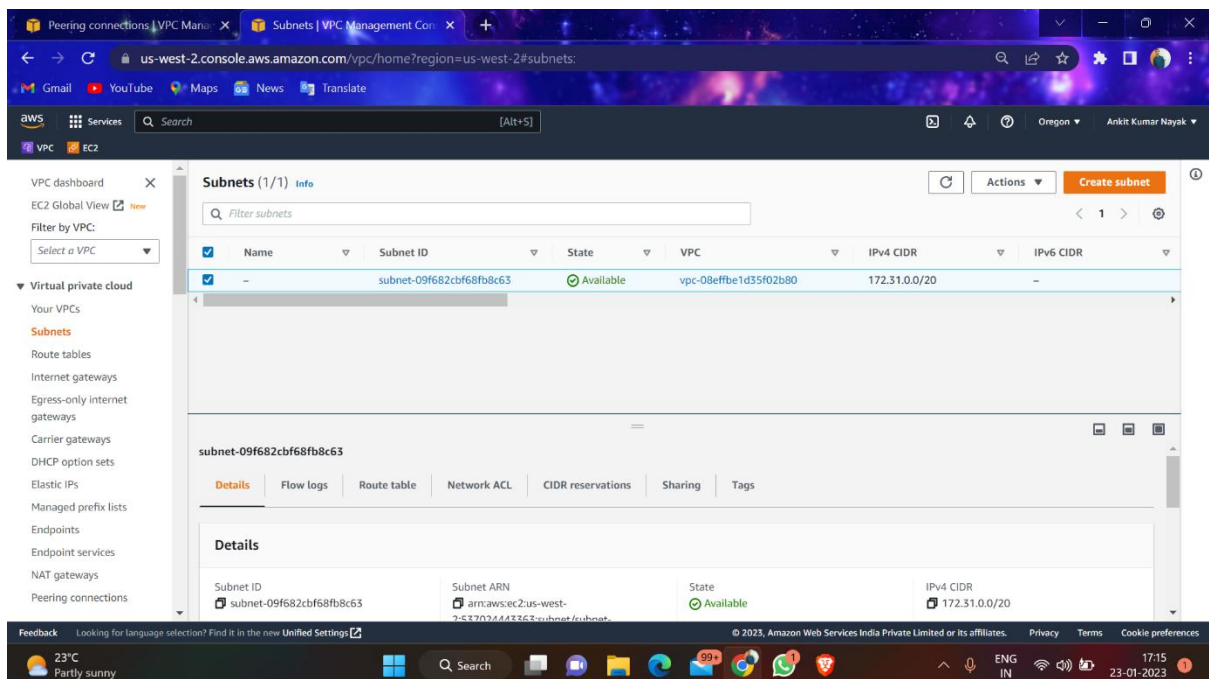 Peering connections | VPC Mana
Subnets | VPC Management Con
us-west-2.console.aws.amazon.com/vpc/home?region=us-west-2#subnets:
Gmail YouTube Maps News Translate
aws Services Search [Alt+S] Oregon Ankit Kumar Nayak
VPC EC2
VPC dashboard
EC2 Global View New
Filter by VPC:
Select a VPC
Virtual private cloud
Your VPCs
Subnets
Route tables
Internet gateways
Egress-only internet
gateways
Carrier gateways
DHCP option sets
Elastic IPs
Managed prefix lists
Endpoints
Endpoint services
NAT gateways
Peering connections
Subnets (1/1) Info
Actions Create subnet
Filter subnets
1
Name Subnet ID State VPC IPv4 CIDR IPv6 CIDR
– subnet-09f682cbf68fb8c63 Available vpc-08effbe1d35f02b80 172.31.0.0/20 –
subnet-09f682cbf68fb8c63
Details Flow logs Route table Network ACL CIDR reservations Sharing Tags
Details
Subnet ID Subnet ARN State IPv4 CIDR
subnet-09f682cbf68fb8c63 arn:aws:ec2:us-west- Available 172.31.0.0/20
2:537024443363:subnet/subnet-
Feedback Looking for language selection? Find it in the new Unified Settings © 2023, Amazon Web Services India Private Limited or its affiliates. Privacy Terms Cookie preferences
23°C
Partly sunny
Search
99+
ENG
IN
17:15
23-01-2023
1